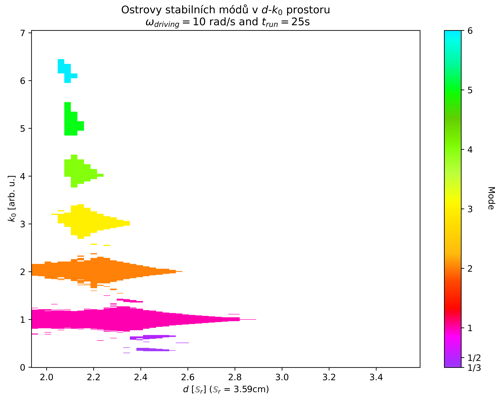 Ostrovy stabilních módů v d-k₀ prostoru
ω_driving = 10 rad/s and t_run = 25s
7
6
5
4
3
2
1
0
k₀ [arb. u.]
2.0 2.2 2.4 2.6 2.8 3.0 3.2 3.4
d [𝕊ᵣ] (𝕊ᵣ = 3.59cm)
6
5
4
3
2
1
1/2
1/3
Mode